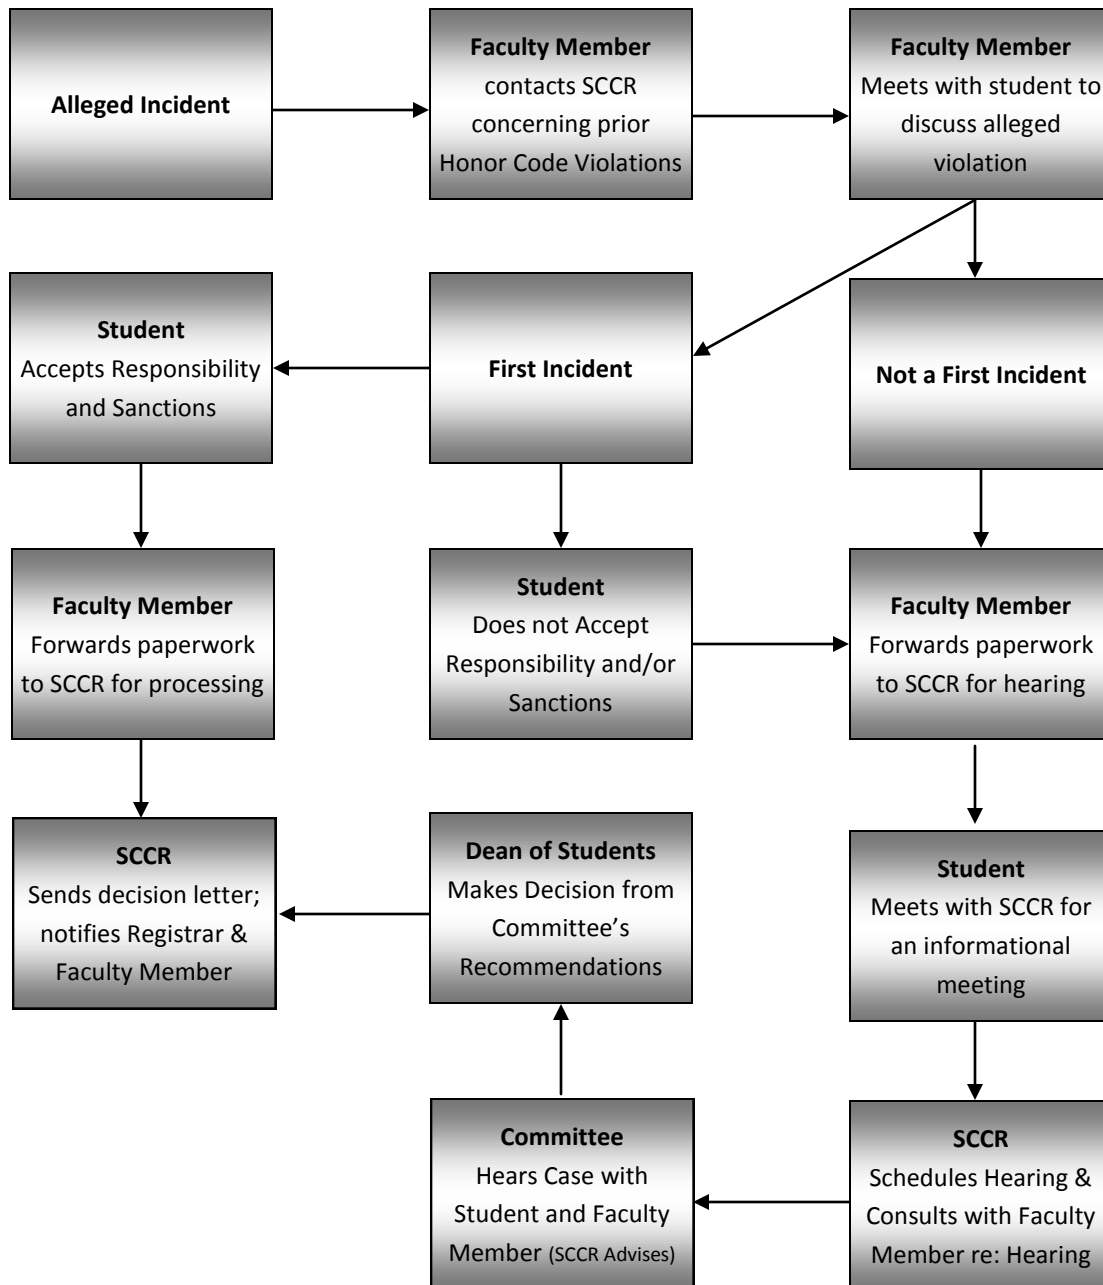 Alleged Incident
Faculty Member
contacts SCCR
concerning prior
Honor Code Violations
Faculty Member
Meets with student to
discuss alleged
violation
Student
Accepts Responsibility
and Sanctions
First Incident
Not a First Incident
Faculty Member
Forwards paperwork
to SCCR for processing
Student
Does not Accept
Responsibility and/or
Sanctions
Faculty Member
Forwards paperwork
to SCCR for hearing
SCCR
Sends decision letter;
notifies Registrar &
Faculty Member
Dean of Students
Makes Decision from
Committee’s
Recommendations
Student
Meets with SCCR for
an informational
meeting
Committee
Hears Case with
Student and Faculty
Member (SCCR Advises)
SCCR
Schedules Hearing &
Consults with Faculty
Member re: Hearing